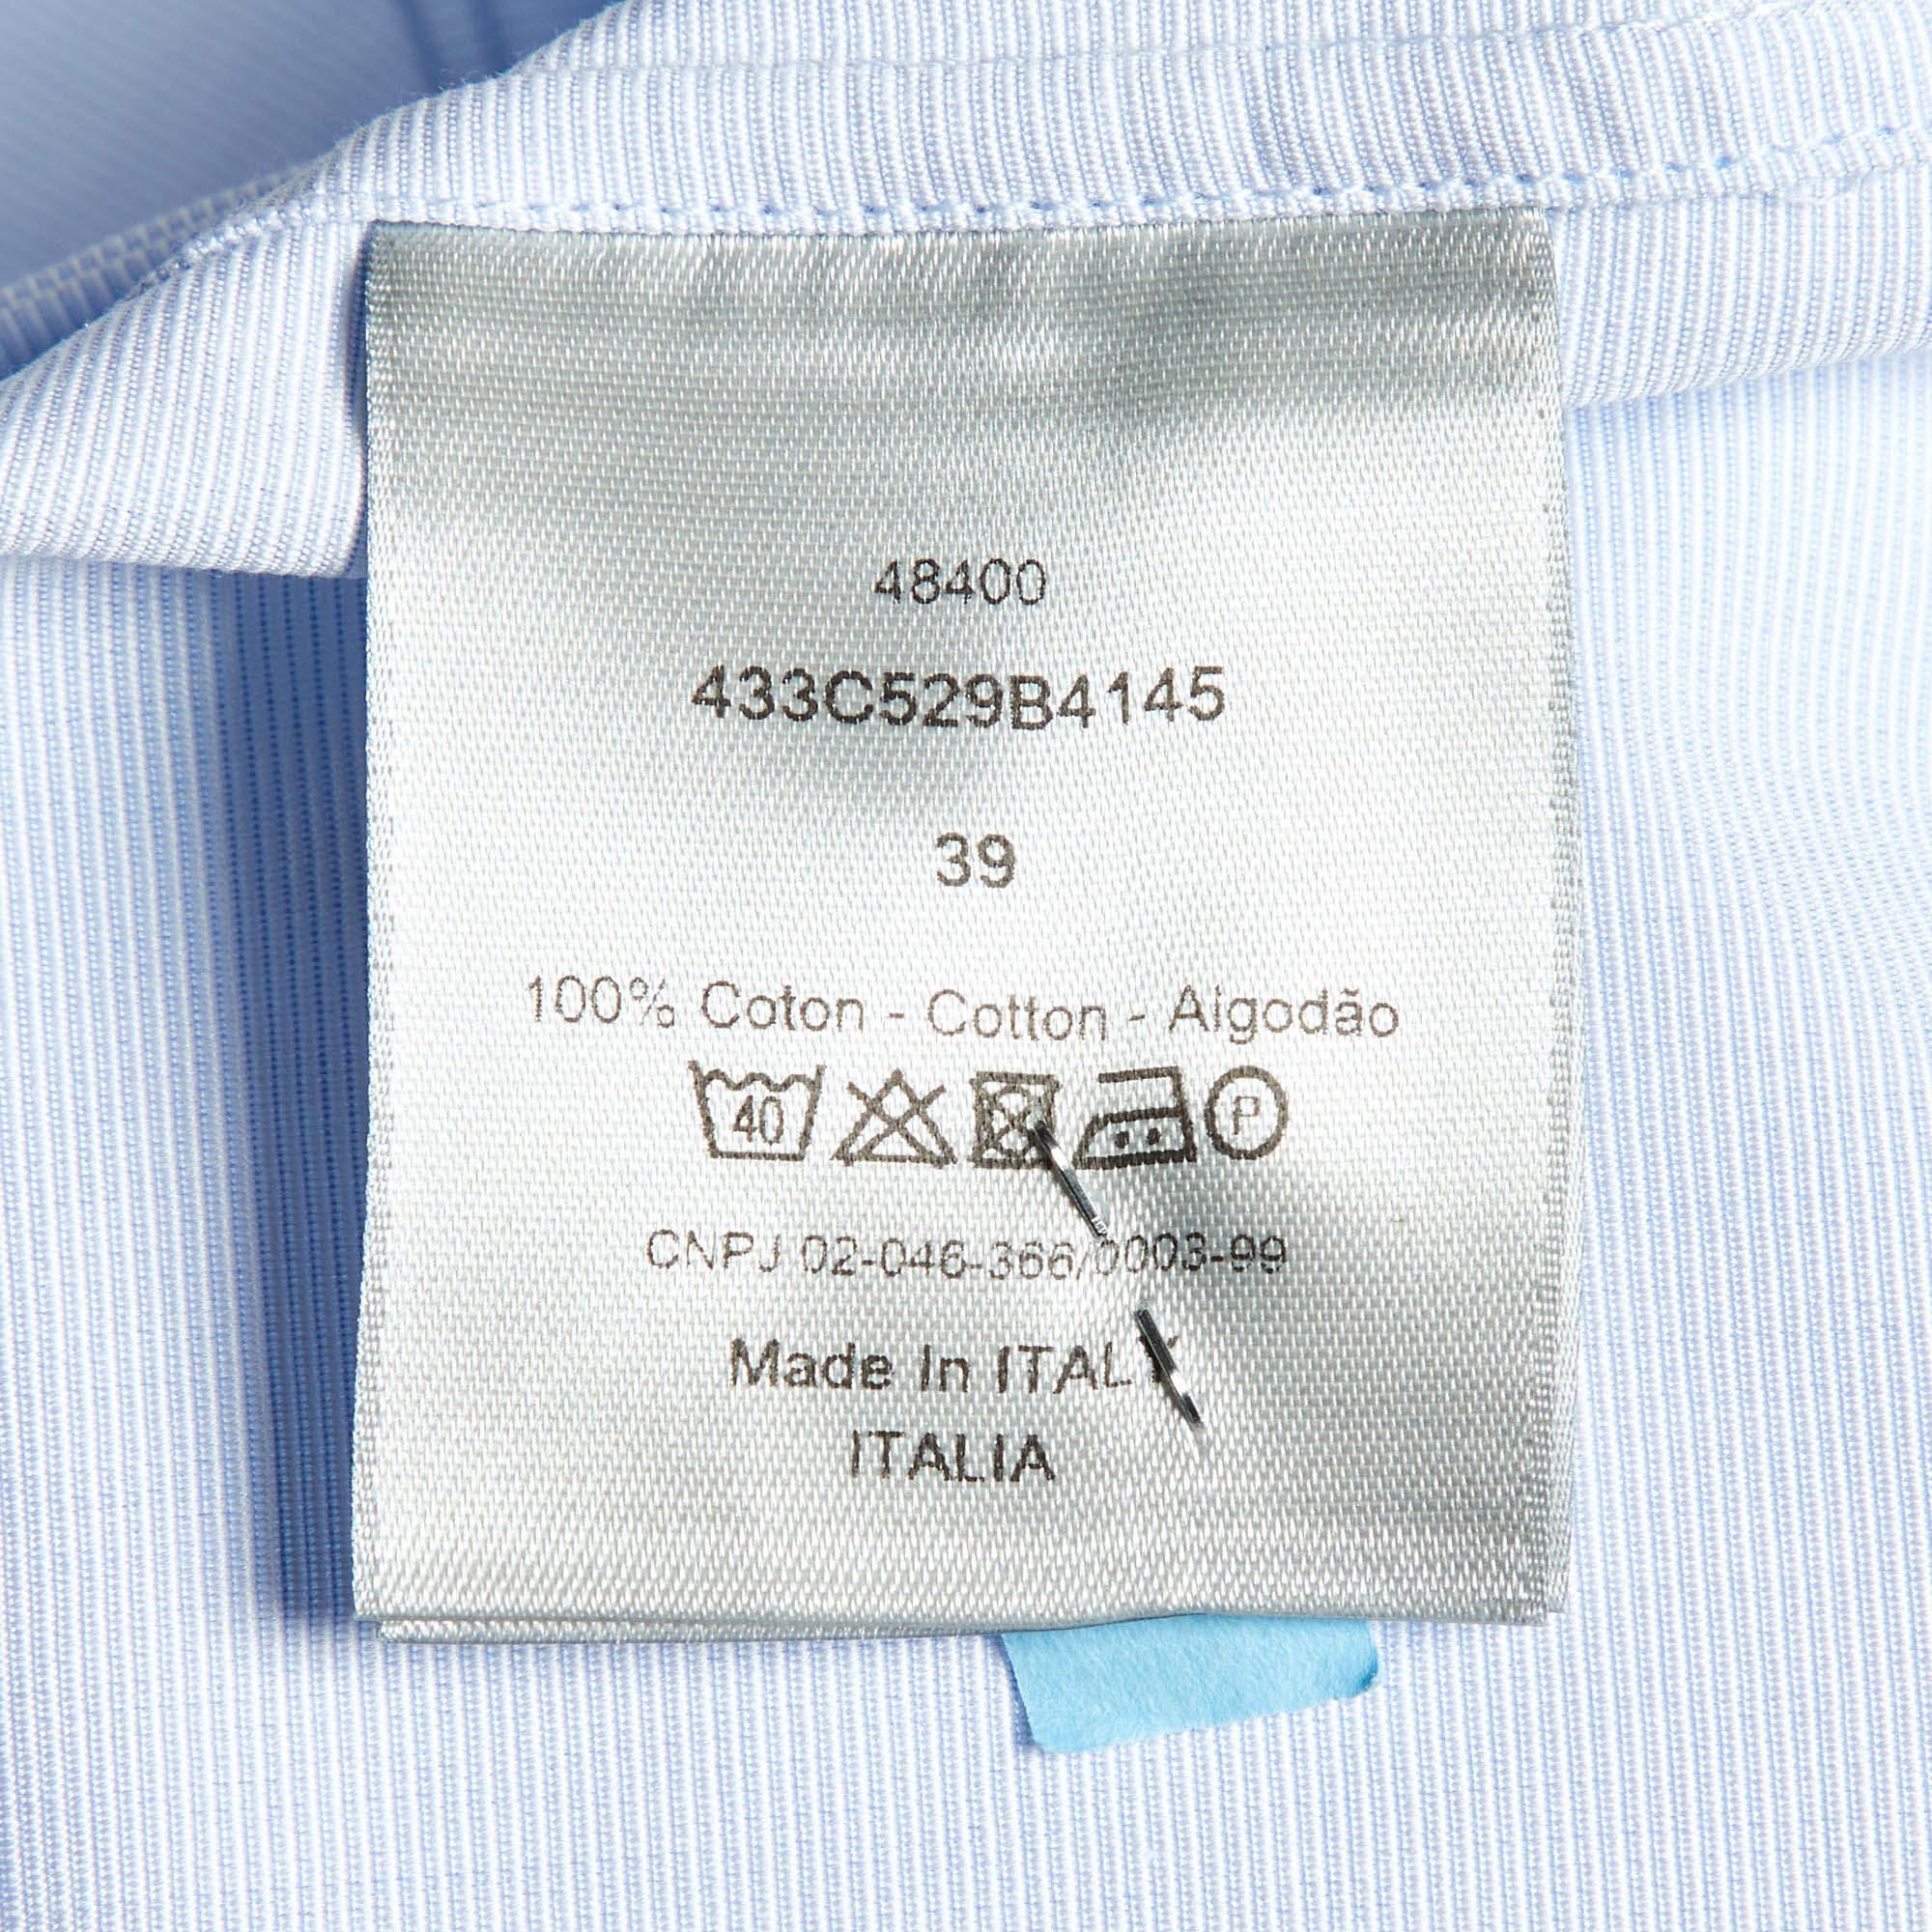 48400
433C529B4145
39
100% Coton - Cotton - Algodão
40 P
CNPJ 02-046-366/0003-99
Made In ITALY
ITALIA